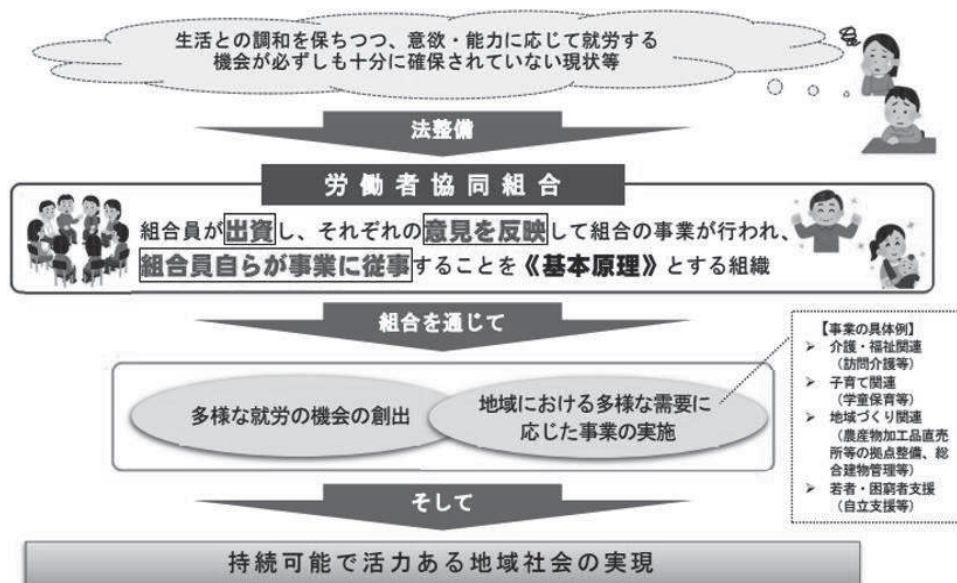 生活との調和を保ちつつ、意欲・能力に応じて就労する
機会が必ずしも十分に確保されていない現状等
法整備
労働者協同組合
組合員が出資し、それぞれの意見を反映して組合の事業が行われ、
組合員自らが事業に従事することを《基本原理》とする組織
組合を通じて
多様な就労の機会の創出
地域における多様な需要に
応じた事業の実施
【事業の具体例】
➢ 介護・福祉関連
（訪問介護等）
➢ 子育て関連
（学童保育等）
➢ 地域づくり関連
（農産物加工品直売
所等の拠点整備、総
合建物管理等）
➢ 若者・困窮者支援
（自立支援等）
そして
持続可能で活力ある地域社会の実現